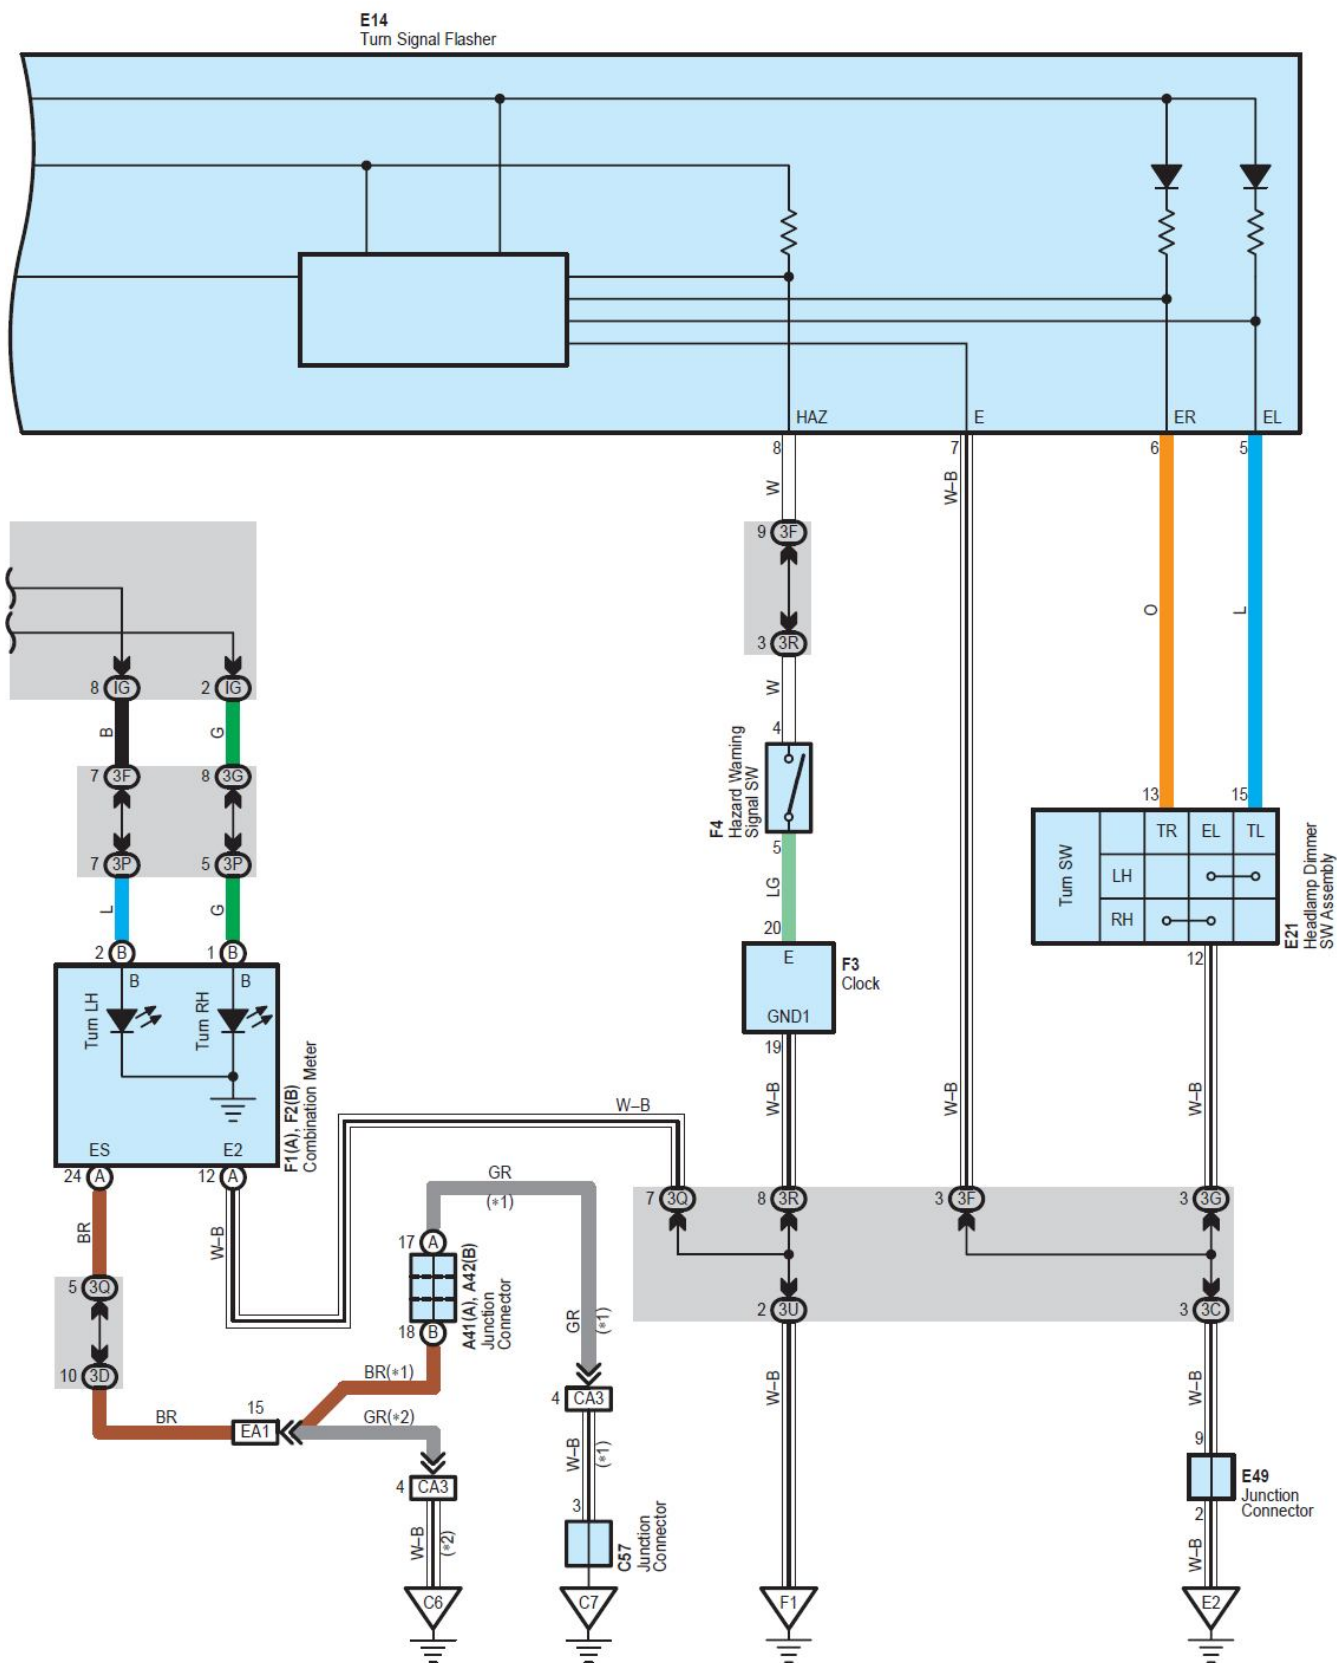 E14
Turn Signal Flasher
HAZ
E
ER
EL
8
7
6
5
W
W–B
O
L
9 3F
3 3R
W
4
F4
Hazard Warning
Signal SW
5
LG
20
E
GND1
F3
Clock
19
W–B
W–B
W–B
8 IG
2 IG
B
G
7 3F
8 3G
7 3P
5 3P
L
G
2 B
1 B
B
B
Turn LH
Turn RH
ES
E2
F1(A), F2(B)
Combination Meter
24 A
12 A
BR
W–B
5 3Q
10 3D
BR
15
EA1
BR(*1)
GR(*2)
4 CA3
W–B
(*2)
C6
17 A
18 B
A41(A), A42(B)
Junction
Connector
GR
(*1)
GR
(*1)
4 CA3
W–B
(*1)
3
C57
Junction
Connector
C7
W–B
7 3Q
8 3R
3 3F
3 3G
2 3U
3 3C
W–B
F1
13
15
Turn SW
TR
EL
TL
LH
RH
E21
Headlamp Dimmer
SW Assembly
12
W–B
9
E49
Junction
Connector
2
W–B
E2